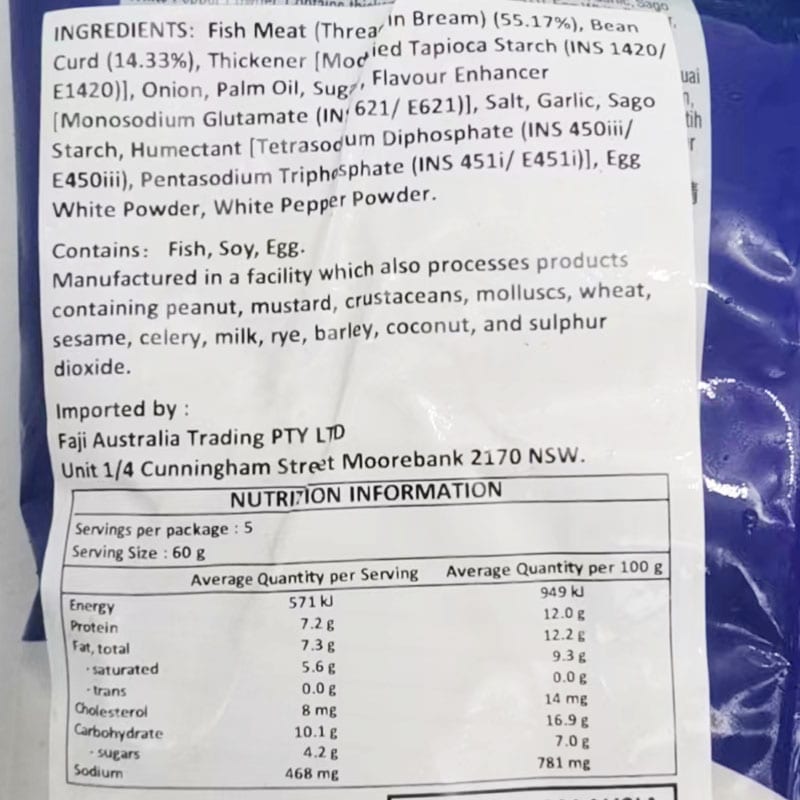 Sago
INGREDIENTS: Fish Meat (Threa in Bream) (55.17%), Bean
Curd (14.33%), Thickener [Mod ied Tapioca Starch (INS 1420/
E1420)], Onion, Palm Oil, Suga, Flavour Enhancer
[Monosodium Glutamate (IN 621/ E621)], Salt, Garlic, Sago
Starch, Humectant [Tetrasodium Diphosphate (INS 450iii/
E450iii), Pentasodium Triphosphate (INS 451i/ E451i)], Egg
White Powder, White Pepper Powder.
Contains: Fish, Soy, Egg.
Manufactured in a facility which also processes products
containing peanut, mustard, crustaceans, molluscs, wheat,
sesame, celery, milk, rye, barley, coconut, and sulphur
dioxide.
Imported by :
Faji Australia Trading PTY LTD
Unit 1/4 Cunningham Street Moorebank 2170 NSW.
NUTRITION INFORMATION
Servings per package : 5
Serving Size : 60 g
Average Quantity per Serving Average Quantity per 100 g
Energy 571 kJ 949 kJ
Protein 7.2 g 12.0 g
Fat, total 7.3 g 12.2 g
- saturated 5.6 g 9.3 g
- trans 0.0 g 0.0 g
Cholesterol 8 mg 14 mg
Carbohydrate 10.1 g 16.9 g
- sugars 4.2 g 7.0 g
Sodium 468 mg 781 mg
uai
tih